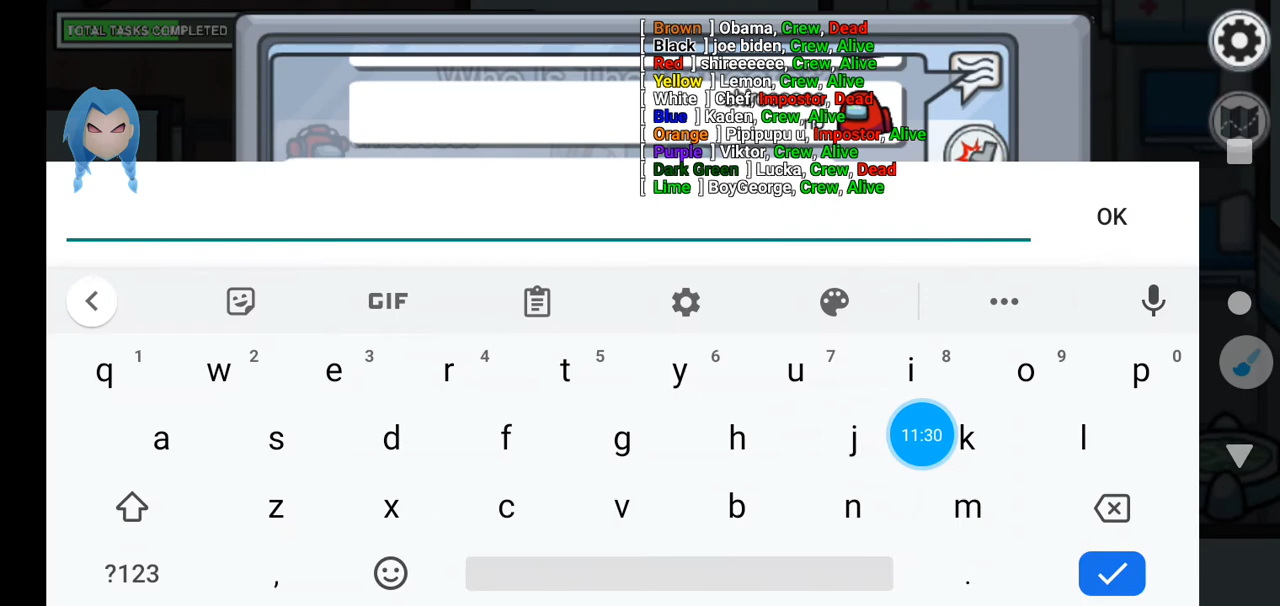 TOTAL TASKS COMPLETED
[ Brown ] Obama, Crew, Dead
[ Black ] joe biden, Crew, Alive
[ Red ] shireeeeee, Crew, Alive
[ Yellow ] Lemon, Crew, Alive
Who Is The
[ White ] Chef, Impostor, Dead
[ Blue ] Kaden, Crew, Alive
[ Orange ] Pipipupu u, Impostor, Alive
[ Purple ] Viktor, Crew, Alive
[ Dark Green ] Lucka, Crew, Dead
[ Lime ] BoyGeorge, Crew, Alive
OK
GIF
q 1 w 2 e 3 r 4 t 5 y 6 u 7 i 8 o 9 p 0
a s d f g h j 11:30 k l
z x c v b n m
?123 , .